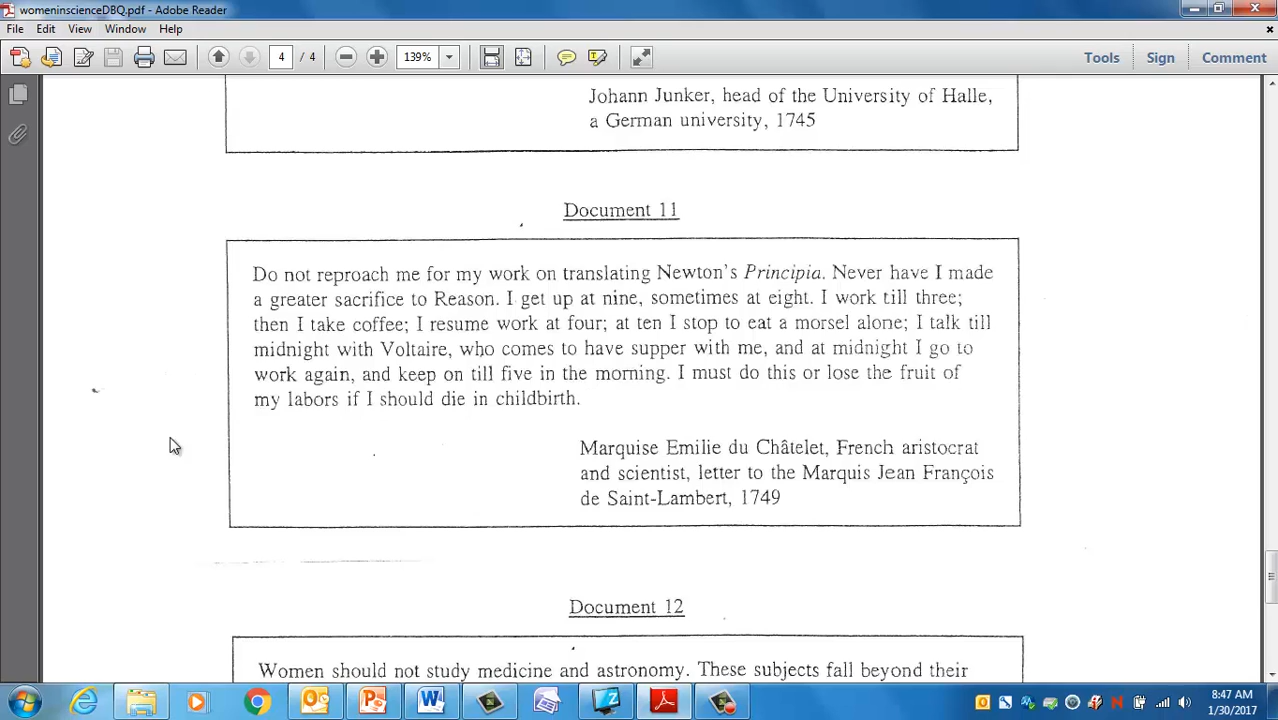 womeninscienceDBQ.pdf - Adobe Reader
File Edit View Window Help
4 / 4 139% Tools Sign Comment
Johann Junker, head of the University of Halle,
a German university, 1745
Document 11
Do not reproach me for my work on translating Newton's Principia. Never have I made
a greater sacrifice to Reason. I get up at nine, sometimes at eight. I work till three;
then I take coffee; I resume work at four; at ten I stop to eat a morsel alone; I talk till
midnight with Voltaire, who comes to have supper with me, and at midnight I go to
work again, and keep on till five in the morning. I must do this or lose the fruit of
my labors if I should die in childbirth.
Marquise Emilie du Châtelet, French aristocrat
and scientist, letter to the Marquis Jean François
de Saint-Lambert, 1749
Document 12
Women should not study medicine and astronomy. These subjects fall beyond their
8:47 AM
1/30/2017